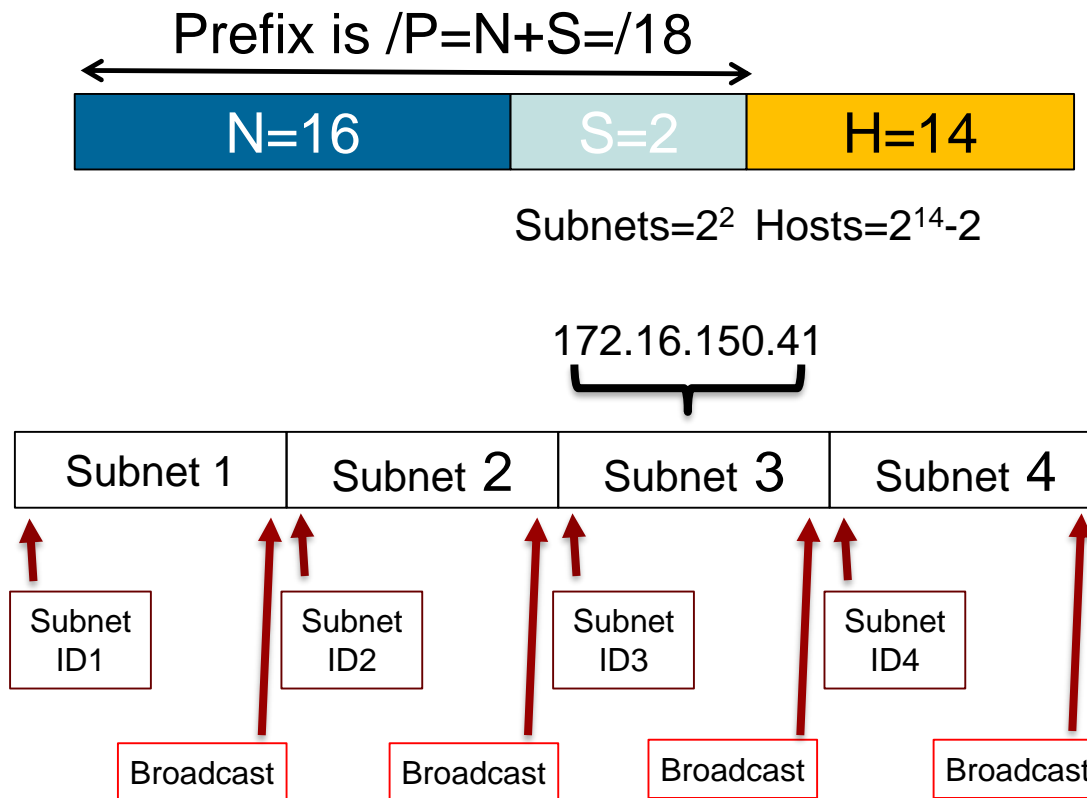 Prefix is /P=N+S=/18
N=16 S=2 H=14
Subnets=2² Hosts=2¹⁴-2
172.16.150.41
Subnet 1 Subnet 2 Subnet 3 Subnet 4
Subnet
ID1
Subnet
ID2
Subnet
ID3
Subnet
ID4
Broadcast Broadcast Broadcast Broadcast